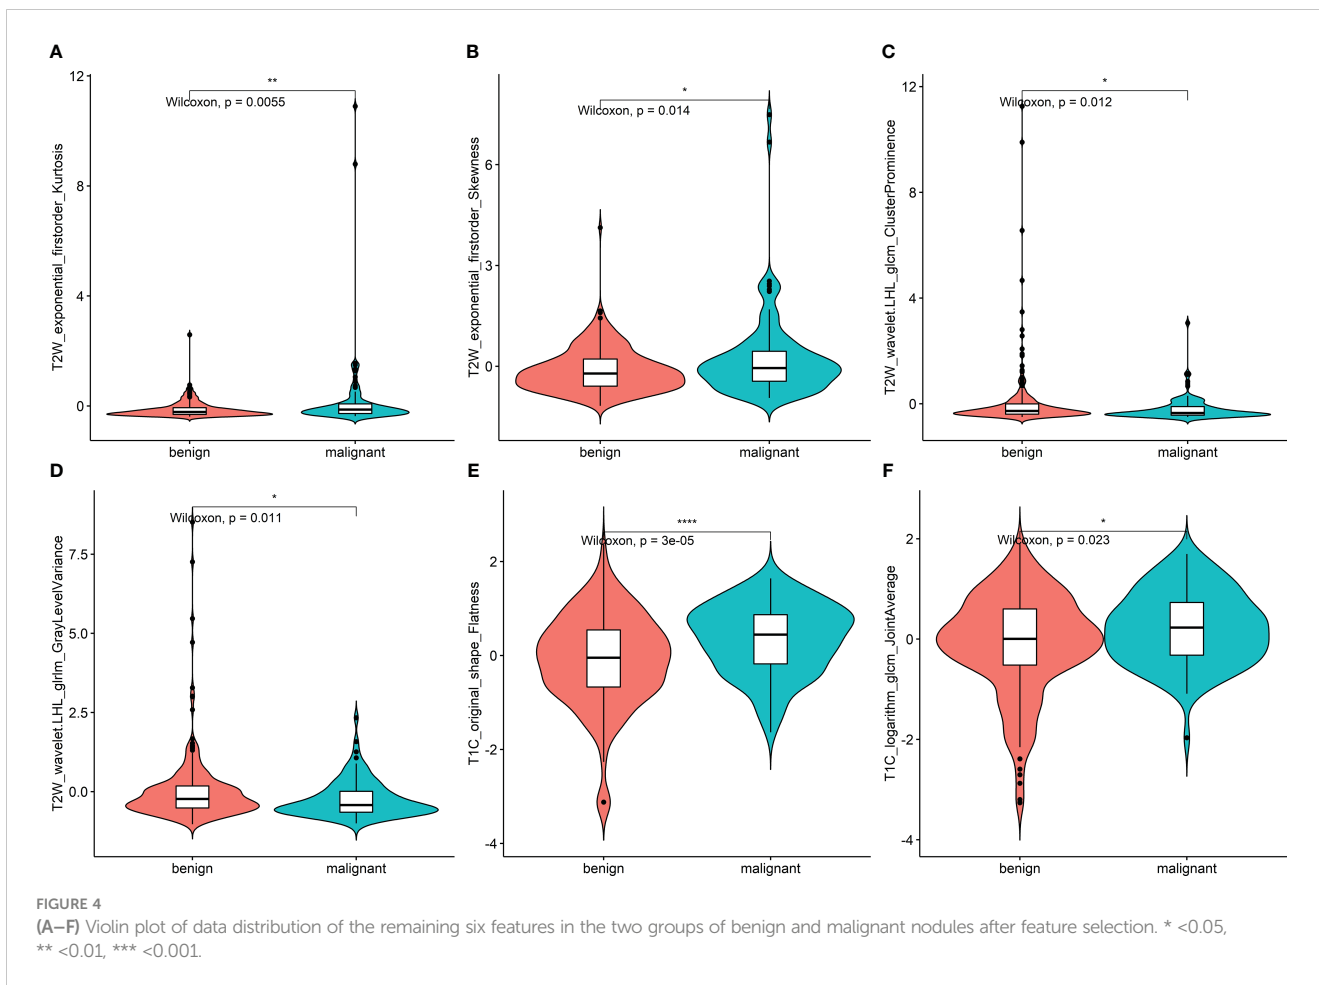 A
T2W_exponential_firstorder_Kurtosis
12
8
4
0
**
Wilcoxon, p = 0.0055
benign
malignant
B
T2W_exponential_firstorder_Skewness
6
3
0
*
Wilcoxon, p = 0.014
benign
malignant
C
T2W_wavelet.LHL_glcm_ClusterProminence
12
8
4
0
*
Wilcoxon, p = 0.012
benign
malignant
D
T2W_wavelet.LHL_glrlm_GrayLevelVariance
7.5
5.0
2.5
0.0
*
Wilcoxon, p = 0.011
benign
malignant
E
T1C_original_shape_Flatness
2
0
-2
-4
****
Wilcoxon, p = 3e-05
benign
malignant
F
T1C_logarithm_glcm_JointAverage
2
0
-2
-4
*
Wilcoxon, p = 0.023
benign
malignant
FIGURE 4
(A–F) Violin plot of data distribution of the remaining six features in the two groups of benign and malignant nodules after feature selection. * <0.05,
** <0.01, *** <0.001.